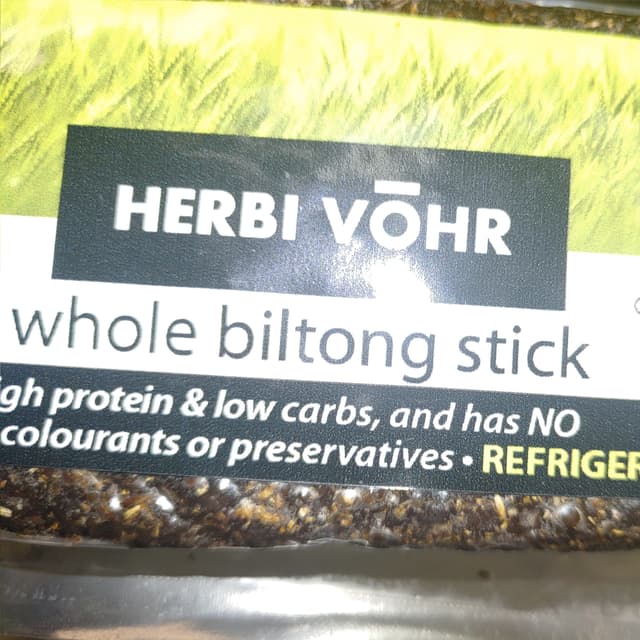 HERBI VŌHR
whole biltong stick
gh protein & low carbs, and has NO
colourants or preservatives • REFRIGER